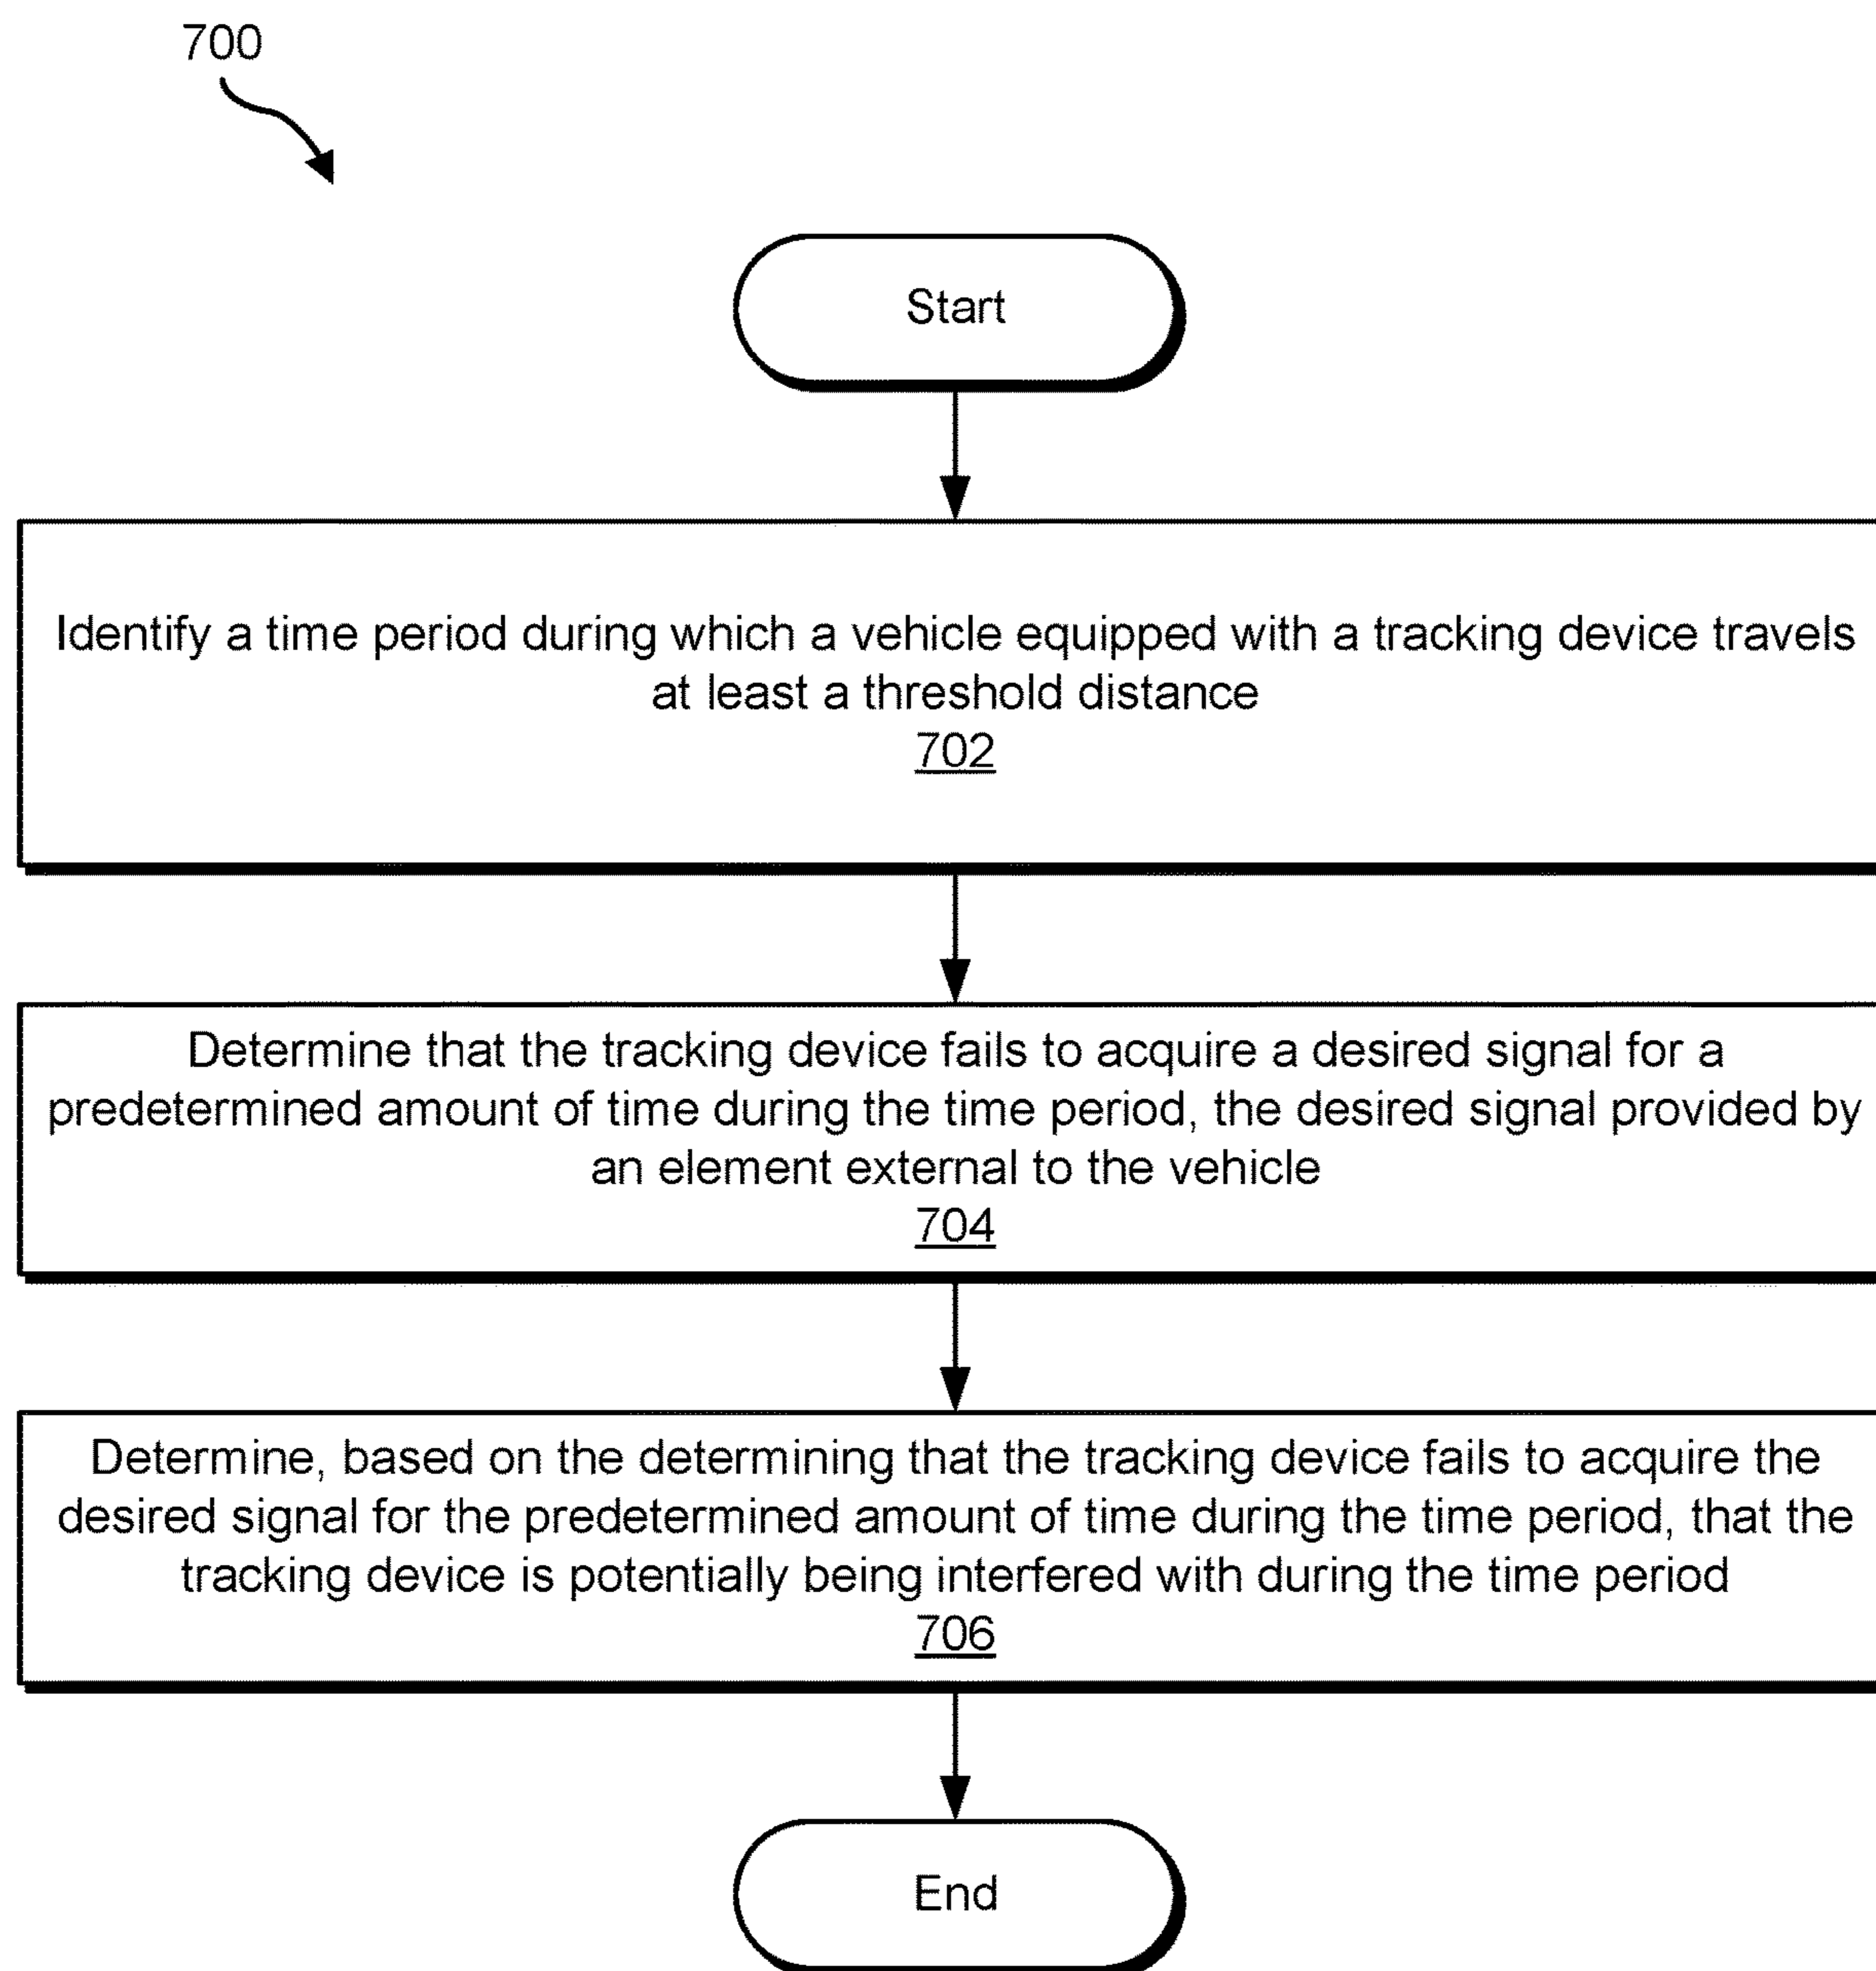 700
Start
Identify a time period during which a vehicle equipped with a tracking device travels
at least a threshold distance
702
Determine that the tracking device fails to acquire a desired signal for a
predetermined amount of time during the time period, the desired signal provided by
an element external to the vehicle
704
Determine, based on the determining that the tracking device fails to acquire the
desired signal for the predetermined amount of time during the time period, that the
tracking device is potentially being interfered with during the time period
706
End